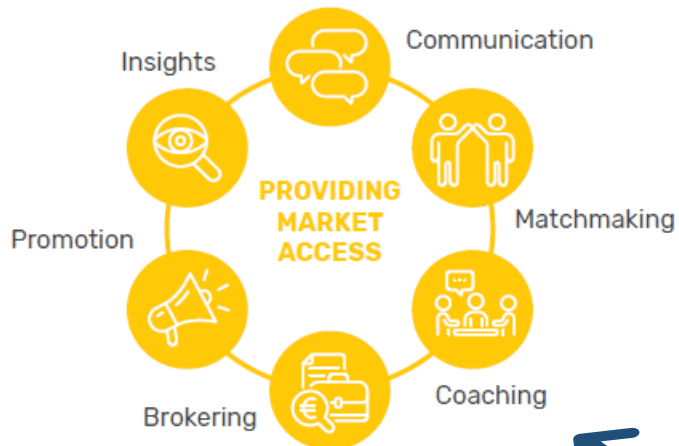 Communication
Insights
PROVIDING
MARKET
ACCESS
Matchmaking
Promotion
Coaching
Brokering
€